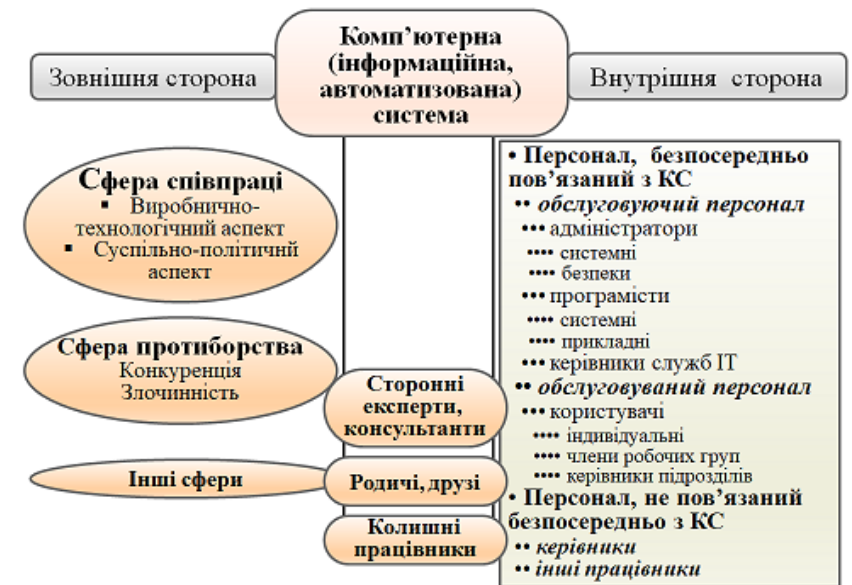 Комп’ютерна
(інформаційна,
автоматизована)
система
Зовнішня сторона
Внутрішня сторона
Сфера співпраці
▪ Виробнично-
технологічний аспект
▪ Суспільно-політичнй
аспект
Сфера протиборства
Конкуренція
Злочинність
Інші сфери
Сторонні
експерти,
консультанти
Родичі, друзі
Колишні
працівники
• Персонал, безпосередньо
пов’язаний з КС
•• обслуговуючий персонал
••• адміністратори
•••• системні
•••• безпеки
••• програмісти
•••• системні
•••• прикладні
••• керівники служб ІТ
•• обслуговуваний персонал
••• користувачі
•••• індивідуальні
•••• члени робочих груп
•••• керівники підрозділів
• Персонал, не пов’язаний
безпосередньо з КС
•• керівники
•• інші працівники